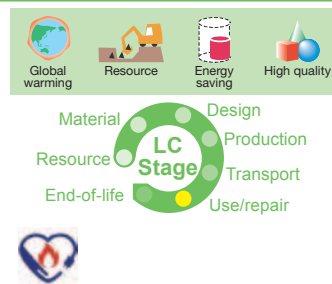 Global warming
Resource
Energy saving
High quality
Material
Design
LC Stage
Production
Resource
Transport
End-of-life
Use/repair